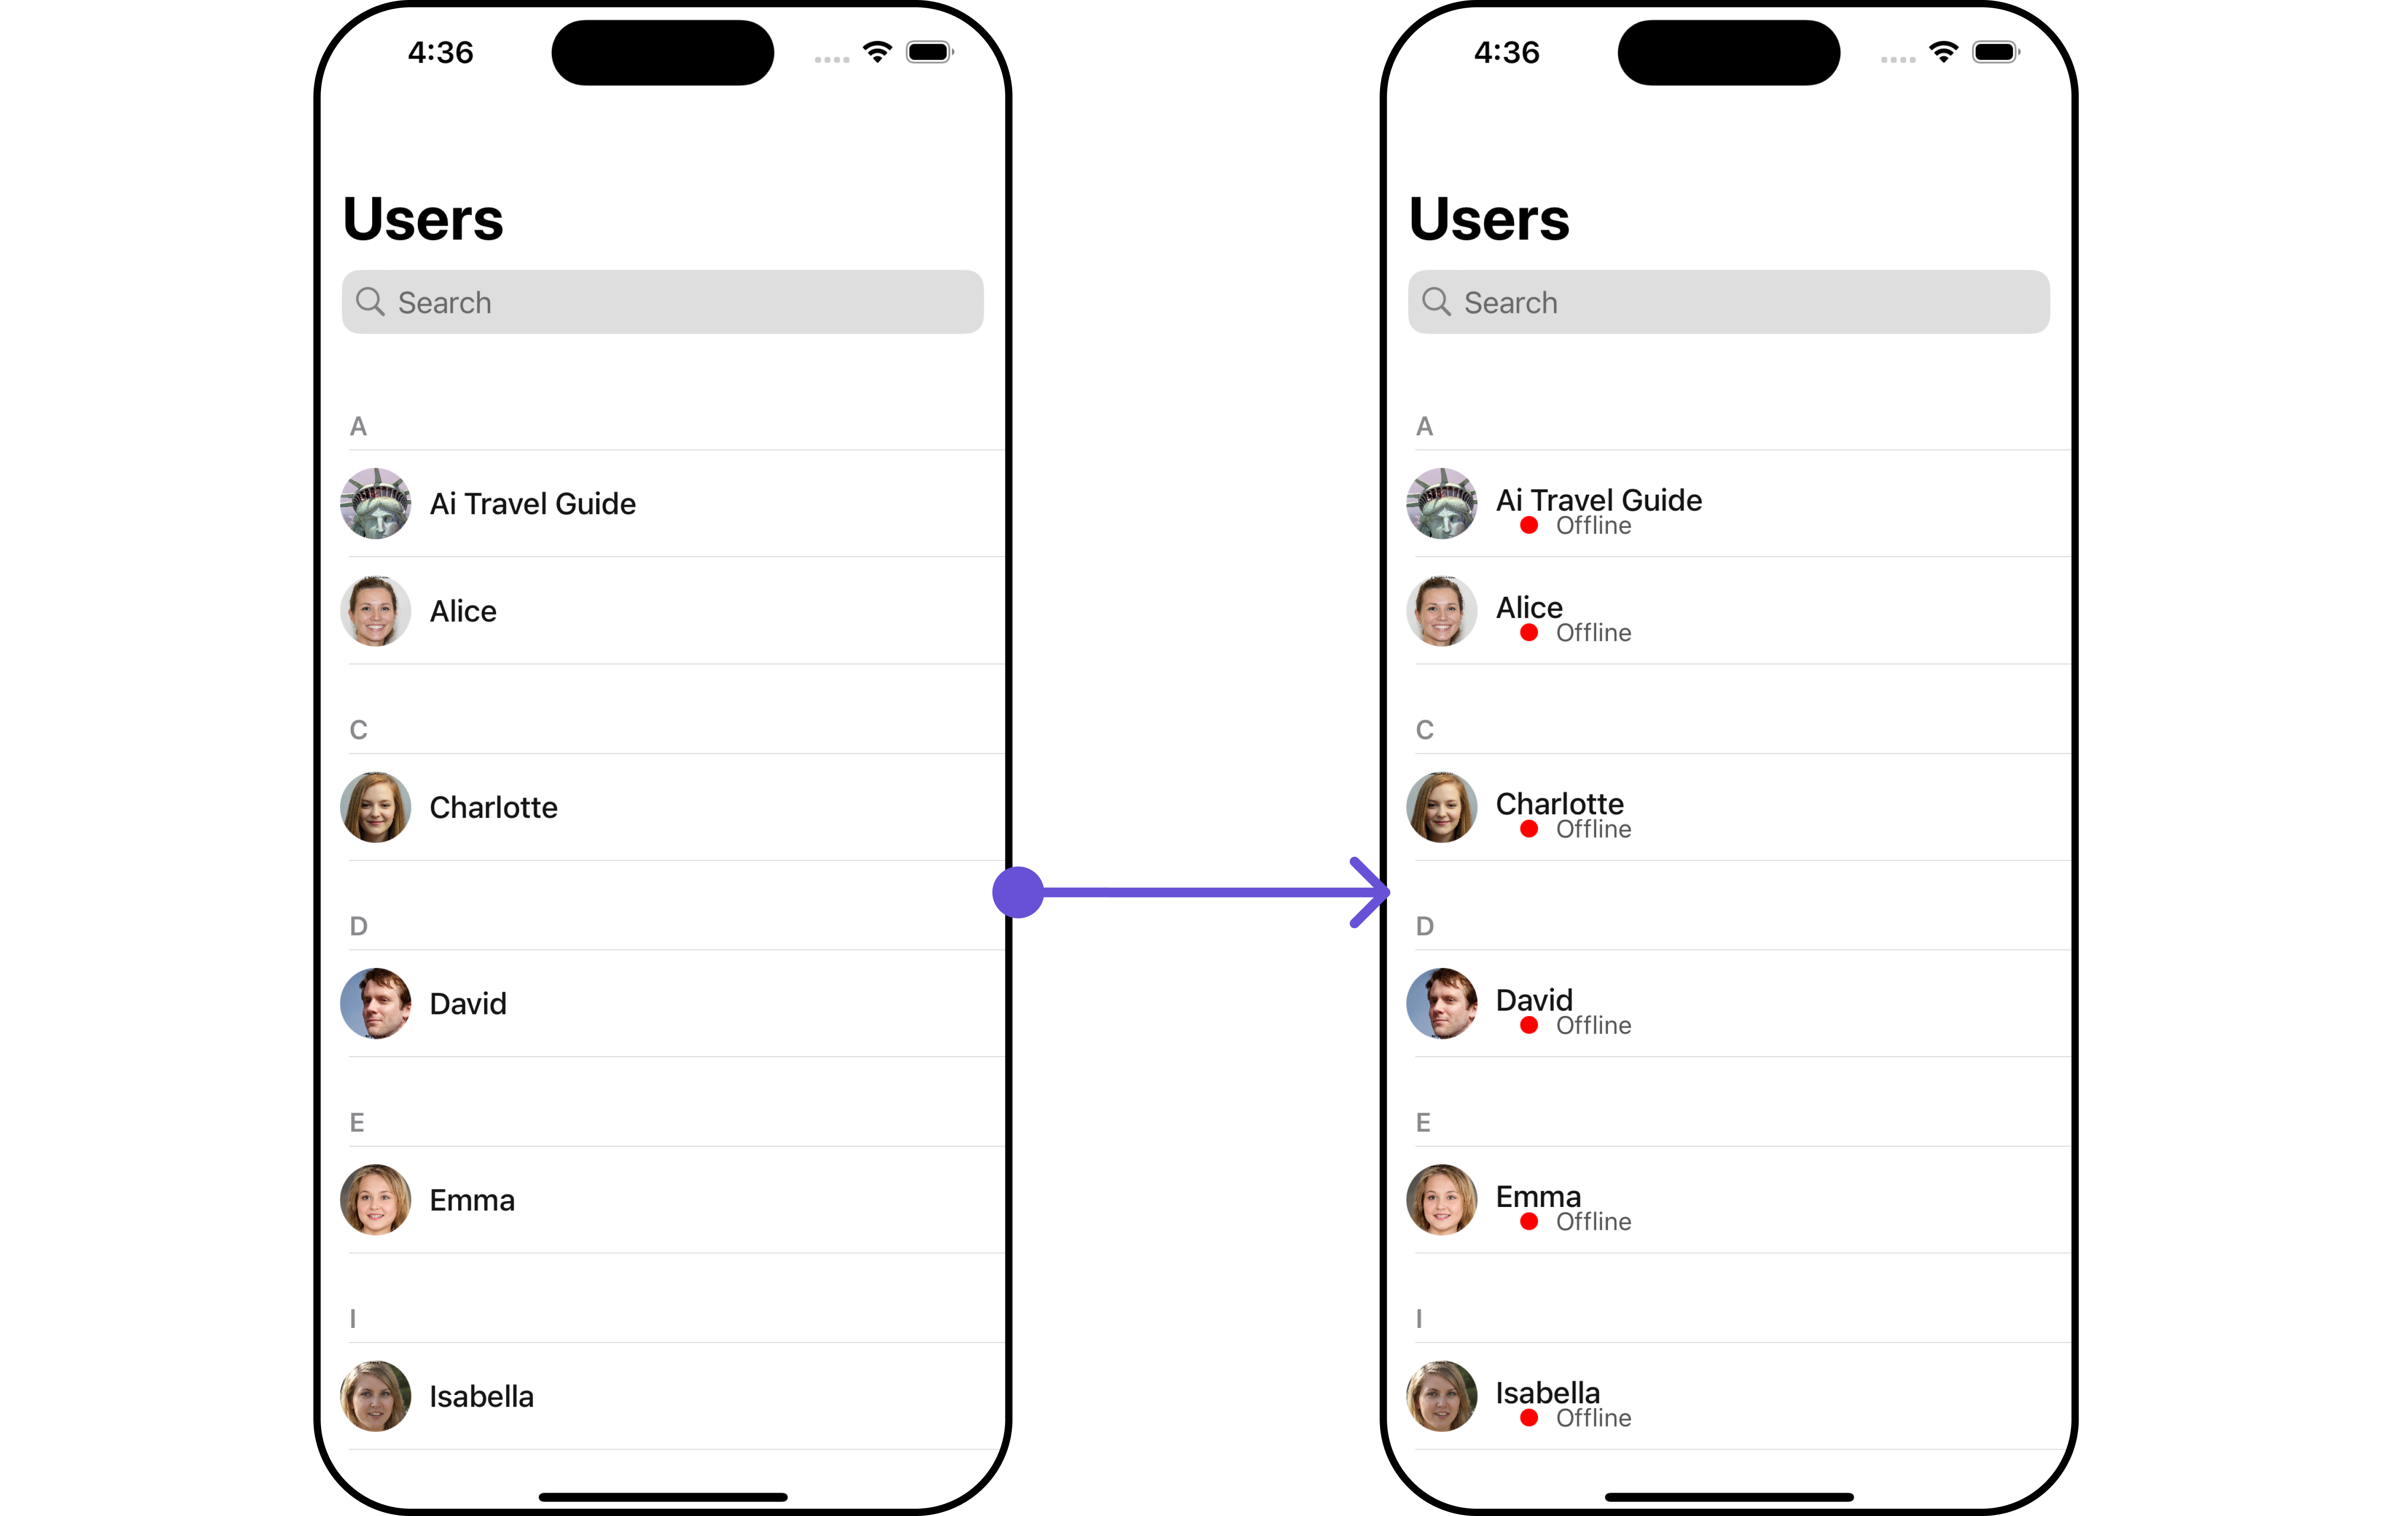 4:36
Users
Search
A
Ai Travel Guide
Alice
C
Charlotte
D
David
E
Emma
I
Isabella
4:36
Users
Search
A
Ai Travel Guide
Offline
Alice
Offline
C
Charlotte
Offline
D
David
Offline
E
Emma
Offline
I
Isabella
Offline